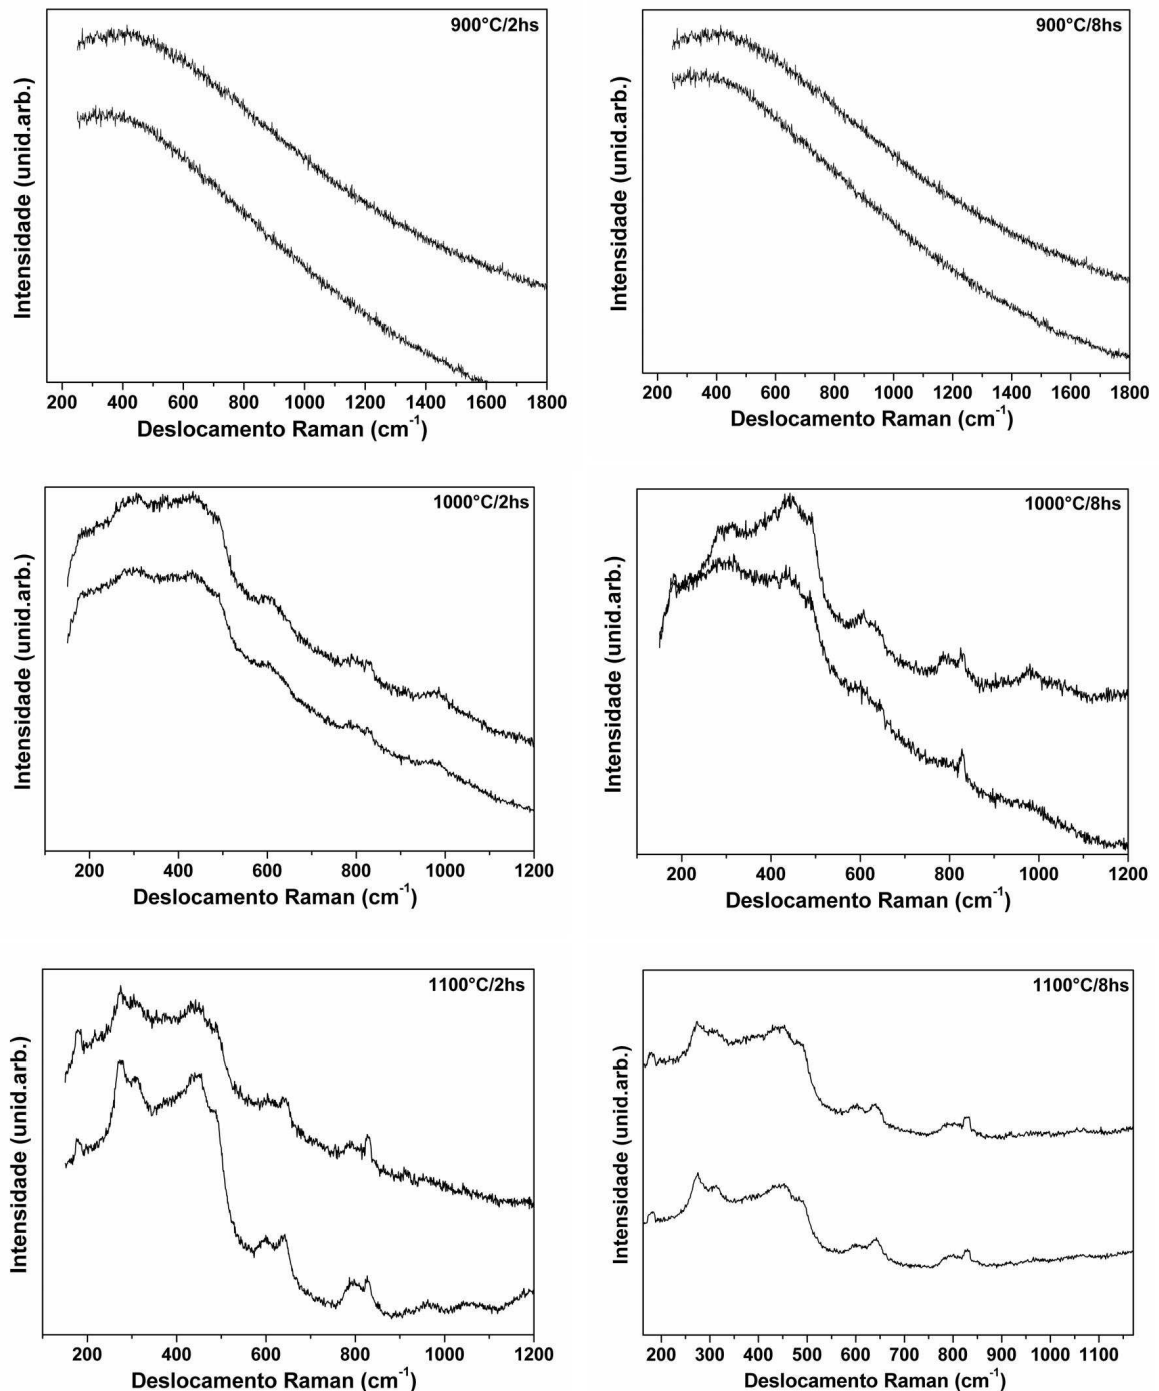 900°C/2hs
Intensidade (unid.arb.)
200 400 600 800 1000 1200 1400 1600 1800
Deslocamento Raman (cm⁻¹)
900°C/8hs
Intensidade (unid.arb.)
200 400 600 800 1000 1200 1400 1600 1800
Deslocamento Raman (cm⁻¹)
1000°C/2hs
Intensidade (unid.arb.)
200 400 600 800 1000 1200
Deslocamento Raman (cm⁻¹)
1000°C/8hs
Intensidade (unid.arb.)
200 400 600 800 1000 1200
Deslocamento Raman (cm⁻¹)
1100°C/2hs
Intensidade (unid.arb.)
200 400 600 800 1000 1200
Deslocamento Raman (cm⁻¹)
1100°C/8hs
Intensidade (unid.arb.)
200 300 400 500 600 700 800 900 1000 1100
Deslocamento Raman (cm⁻¹)